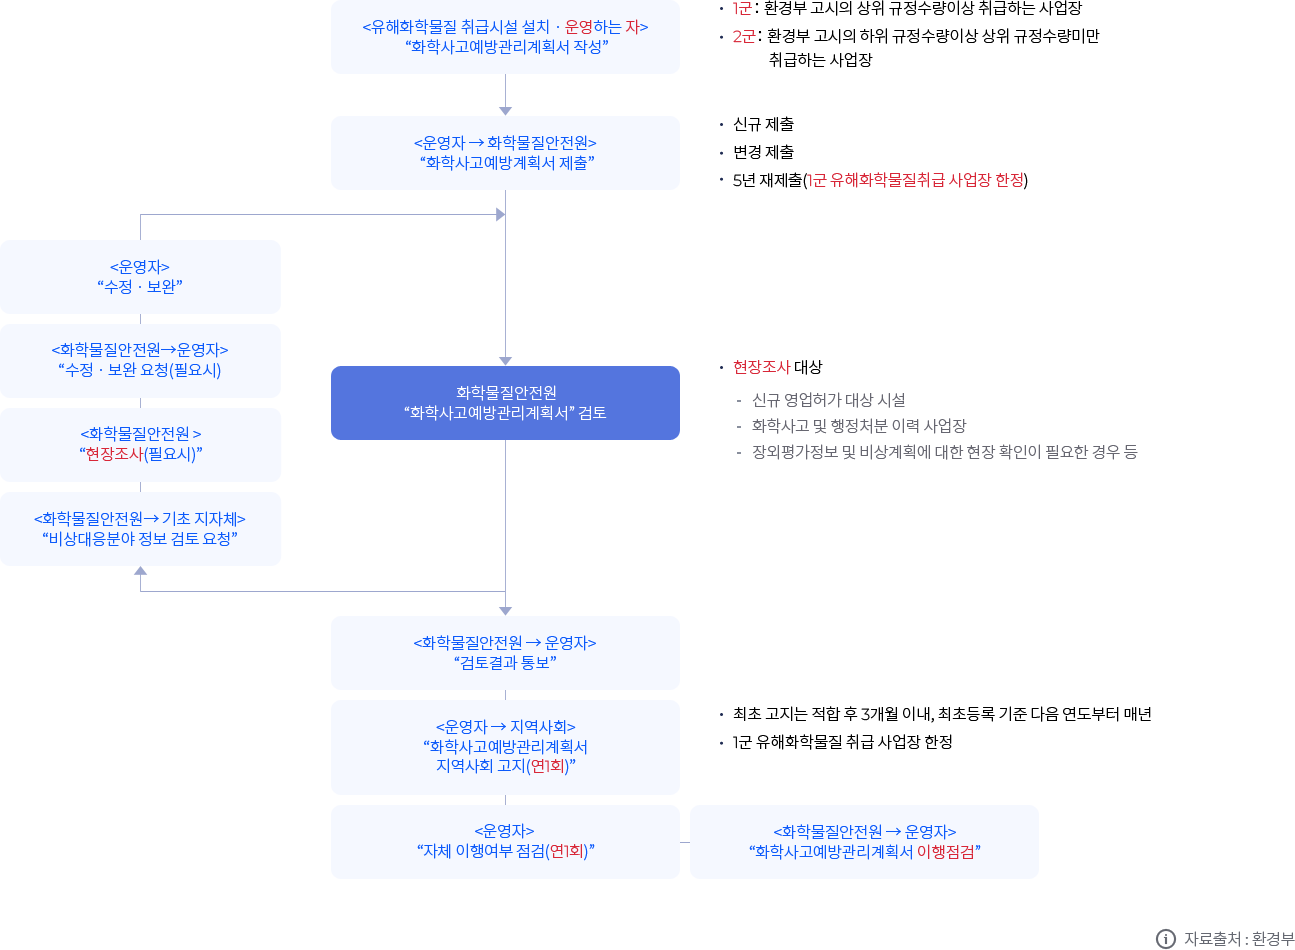 <유해화학물질 취급시설 설치 · 운영하는 자>
“화학사고예방관리계획서 작성”
· 1군 : 환경부 고시의 상위 규정수량이상 취급하는 사업장
· 2군 : 환경부 고시의 하위 규정수량이상 상위 규정수량미만
취급하는 사업장
<운영자 → 화학물질안전원>
“화학사고예방계획서 제출”
· 신규 제출
· 변경 제출
· 5년 재제출(1군 유해화학물질취급 사업장 한정)
<운영자>
“수정 · 보완”
<화학물질안전원→운영자>
“수정 · 보완 요청(필요시)
<화학물질안전원 >
“현장조사(필요시)”
<화학물질안전원→ 기초 지자체>
“비상대응분야 정보 검토 요청”
화학물질안전원
“화학사고예방관리계획서” 검토
· 현장조사 대상
- 신규 영업허가 대상 시설
- 화학사고 및 행정처분 이력 사업장
- 장외평가정보 및 비상계획에 대한 현장 확인이 필요한 경우 등
<화학물질안전원 → 운영자>
“검토결과 통보”
<운영자 → 지역사회>
“화학사고예방관리계획서
지역사회 고지(연1회)”
· 최초 고지는 적합 후 3개월 이내, 최초등록 기준 다음 연도부터 매년
· 1군 유해화학물질 취급 사업장 한정
<운영자>
“자체 이행여부 점검(연1회)”
<화학물질안전원 → 운영자>
“화학사고예방관리계획서 이행점검”
자료출처 : 환경부